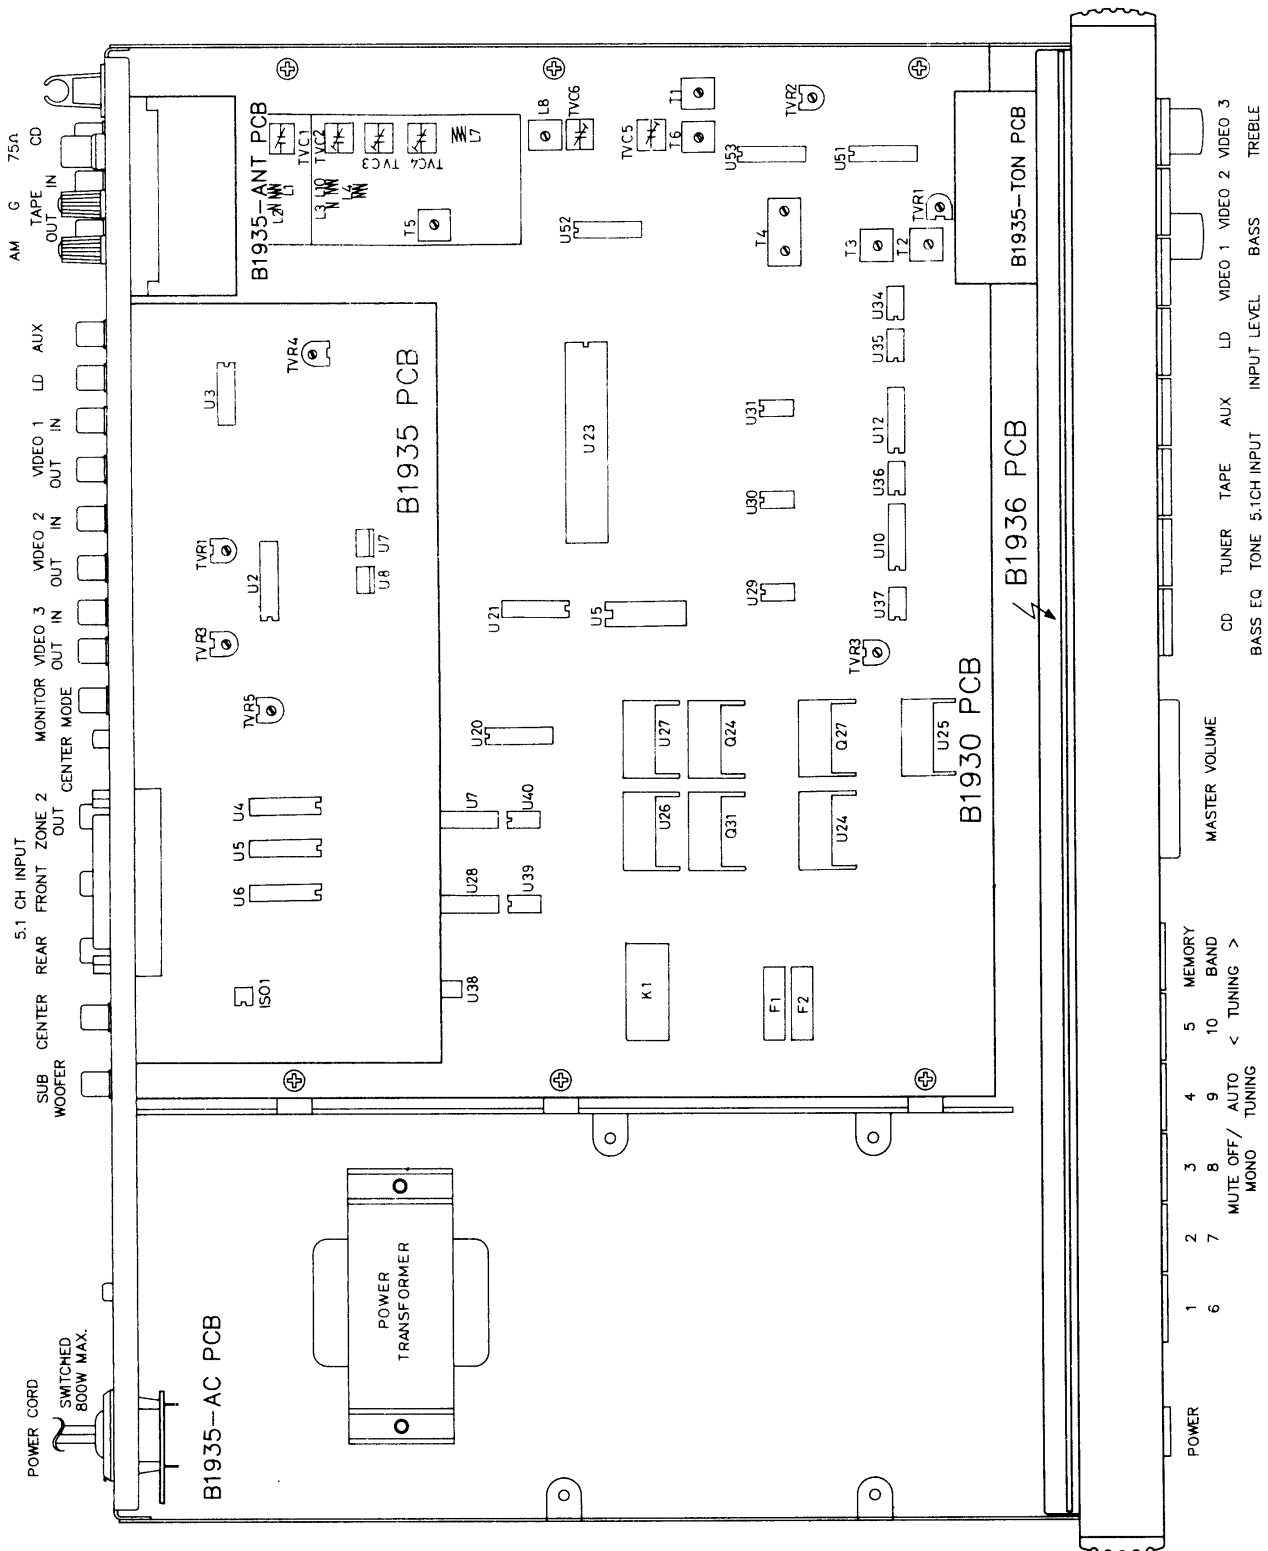 POWER CORD
SWITCHED
800W MAX.
SUB
WOOFER
CENTER
REAR
FRONT
5.1 CH INPUT
ZONE 2
OUT
CENTER MODE
MONITOR
VIDEO 3
OUT IN
VIDEO 2
OUT IN
VIDEO 1
OUT IN
LD
AUX
AM G 75Ω
TAPE
OUT IN
CD
B1935-AC PCB
POWER
TRANSFORMER
ISO1
U6
U5
U4
TVR5
TVR3
TVR1
U2
U3
TVR4
U8
U7
B1935 PCB
B1935-ANT PCB
L2
L1
L3
L10
L4
TVC1
TVC2
TVC3
TVC4
L7
T5
L8
TVC6
TVC5
T6
T1
TVR2
U52
U53
U51
T4
TVR1
T3
T2
B1935-TON PCB
U38
U28
U39
U7
U40
U20
U21
U5
U23
K1
F1
F2
U26
Q31
U24
U27
Q24
Q27
U25
TVR3
U29
U30
U31
U37
U10
U36
U12
U35
U34
B1930 PCB
B1936 PCB
POWER
1 2 3 4 5 MEMORY
6 7 8 9 10 BAND
MUTE OFF/ AUTO < TUNING >
MONO TUNING
MASTER VOLUME
CD TUNER TAPE AUX LD VIDEO 1 VIDEO 2 VIDEO 3
BASS EQ TONE 5.1CH INPUT INPUT LEVEL BASS TREBLE